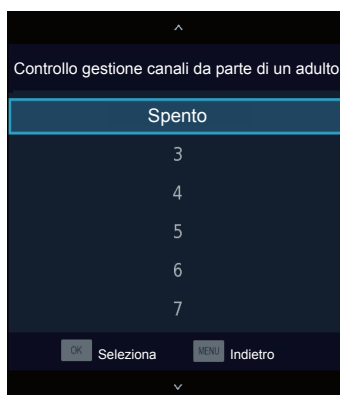 Controllo gestione canali da parte di un adulto
Spento
3
4
5
6
7
OK Seleziona MENU Indietro